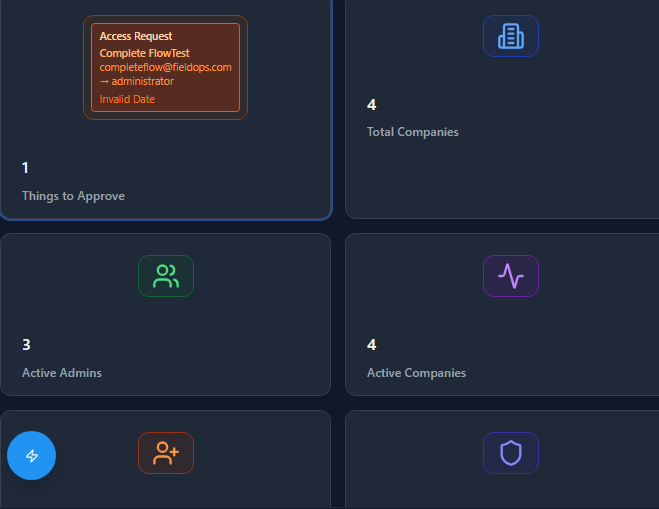 Access Request
Complete FlowTest
completeflow@fieldops.com
→ administrator
Invalid Date
1
Things to Approve
4
Total Companies
3
Active Admins
4
Active Companies